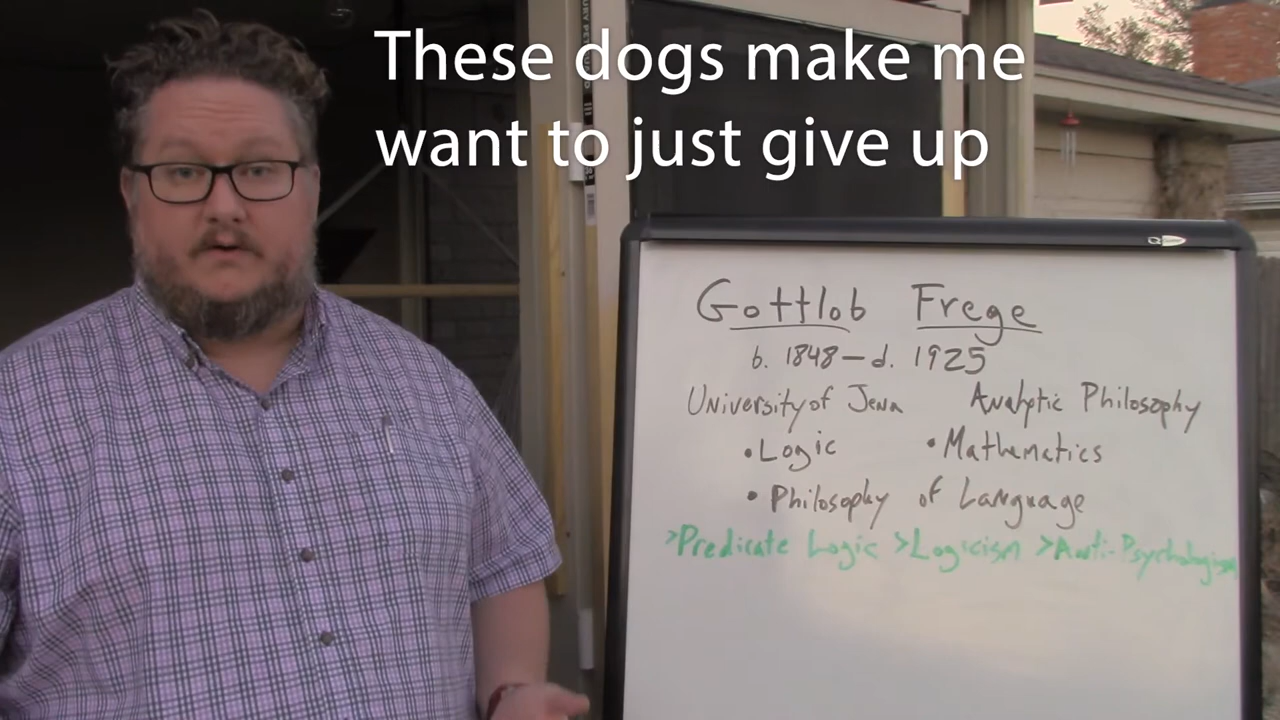 These dogs make me
want to just give up
Gottlob Frege
b. 1848 – d. 1925
University of Jena Analytic Philosophy
• Logic • Mathematics
• Philosophy of Language
>Predicate Logic >Logicism >Anti-Psychologism